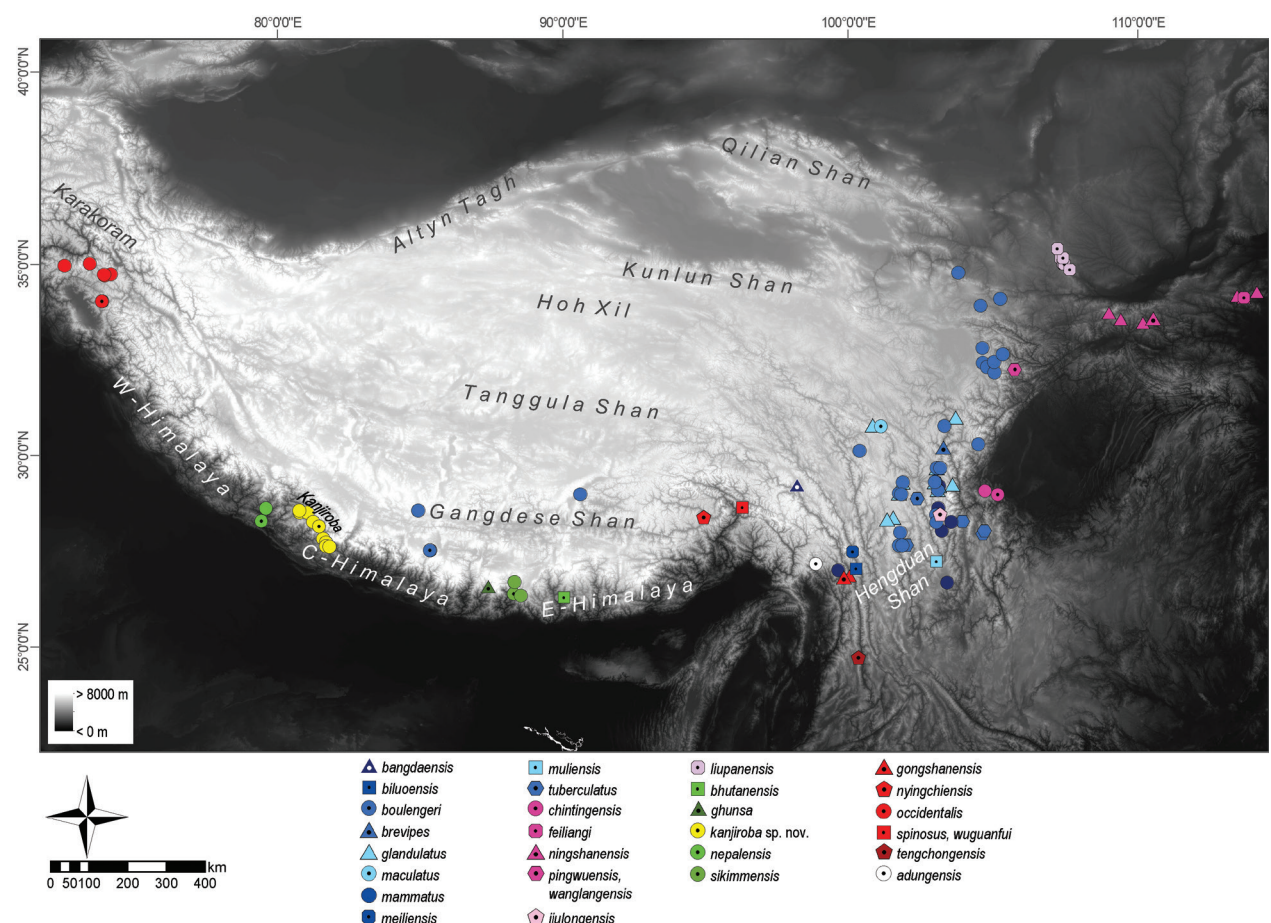 80°0'0"E 90°0'0"E 100°0'0"E 110°0'0"E
40°0'0"N
35°0'0"N
30°0'0"N
25°0'0"N
Qilian Shan
Altyn Tagh
Karakoram
Kunlun Shan
Hoh Xil
Tanggula Shan
W-Himalaya
Kanjiroba
Gangdese Shan
C-Himalaya
E-Himalaya
Hengduan
Shan
> 8000 m
< 0 m
0 50 100 200 300 400 km
bangdaensis
biluoensis
boulengeri
brevipes
glandulatus
maculatus
mammatus
meiliensis
muliensis
tuberculatus
chintingensis
feiliangi
ningshanensis
pingwuensis,
wanglangensis
jiulongensis
liupanensis
bhutanensis
ghunsa
kanjiroba sp. nov.
nepalensis
sikimmensis
gongshanensis
nyingchiensis
occidentalis
spinosus, wuguanfui
tengchongensis
adungensis